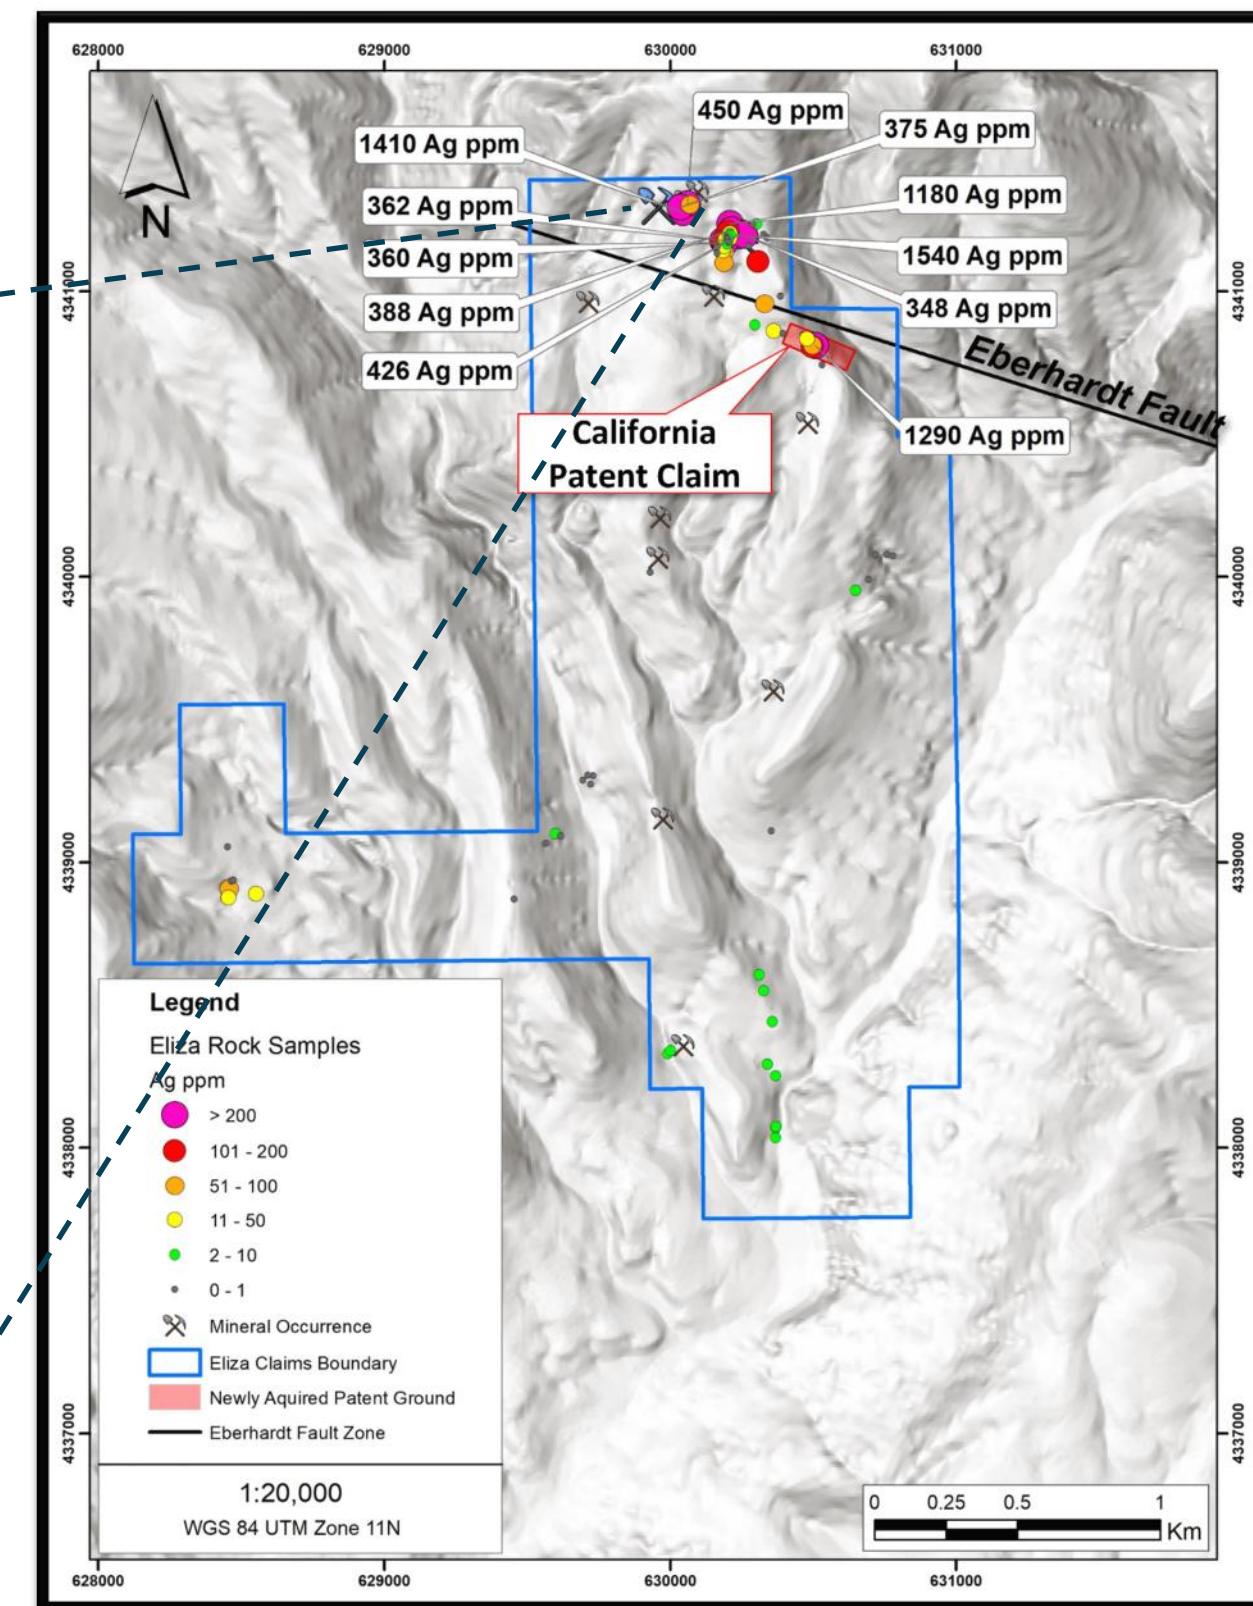 628000
629000
630000
631000
450 Ag ppm
375 Ag ppm
1410 Ag ppm
1180 Ag ppm
362 Ag ppm
N
360 Ag ppm
1540 Ag ppm
4341000
4341000
388 Ag ppm
348 Ag ppm
426 Ag ppm
Eberhardt Fault
California
Patent Claim
1290 Ag ppm
4340000
4340000
4339000
4339000
Legend
Eliza Rock Samples
Ag ppm
> 200
101 - 200
51 - 100
11 - 50
2 - 10
0 - 1
Mineral Occurrence
Eliza Claims Boundary
Newly Aquired Patent Ground
Eberhardt Fault Zone
4338000
4338000
4337000
4337000
1:20,000
WGS 84 UTM Zone 11N
0 0.25 0.5 1
Km
628000
629000
630000
631000